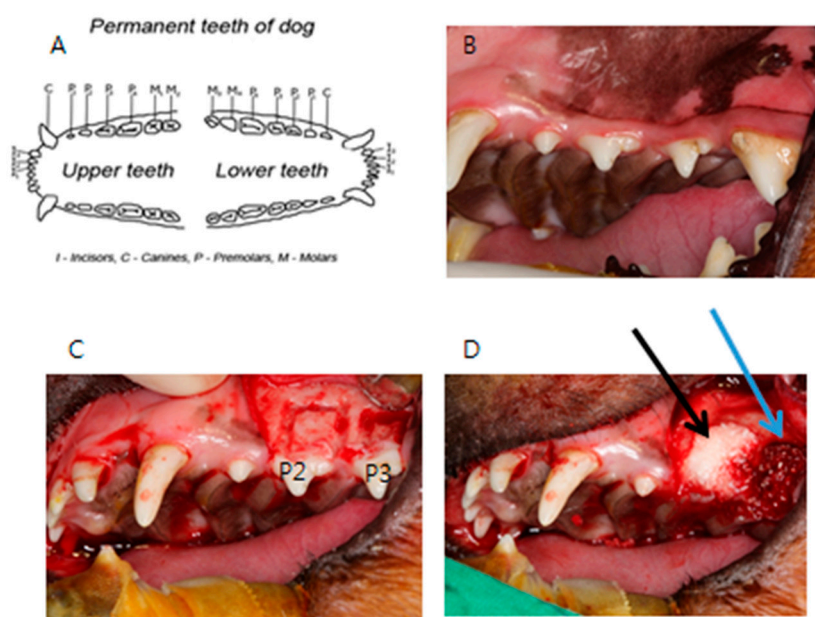 A
Permanent teeth of dog
B
C P P P P M M M M P P P P C
Upper teeth Lower teeth
I - Incisors, C - Canines, P - Premolars, M - Molars
C
D
P2 P3